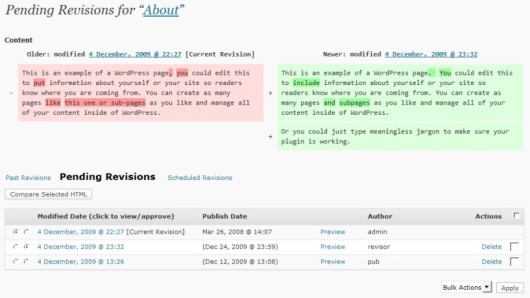 Pending Revisions for “About”
Content
Older: modified 4 December, 2009 @ 22:27 [Current Revision]
Newer: modified 4 December, 2009 @ 23:32
- This is an example of a WordPress page, you could edit this
to put information about yourself or your site so readers
know where you are coming from. You can create as many
pages like this one or sub-pages as you like and manage all
of your content inside of WordPress.
+ This is an example of a WordPress page. You could edit this
to include information about yourself or your site so
readers know where you are coming from. You can create as
many pages and subpages as you like and manage all of your
content inside of WordPress.
+ Or you could just type meaningless jargon to make sure your
plugin is working.
Past Revisions Pending Revisions Scheduled Revisions
Compare Selected HTML
Modified Date (click to view/approve) Publish Date Author Actions
4 December, 2009 @ 22:27 [Current Revision] Mar 26, 2008 @ 14:07 Preview admin
4 December, 2009 @ 23:32 (Dec 24, 2009 @ 23:59) Preview revisor Delete
4 December, 2009 @ 13:26 (Dec 12, 2009 @ 13:08) Preview pub Delete
Bulk Actions Apply